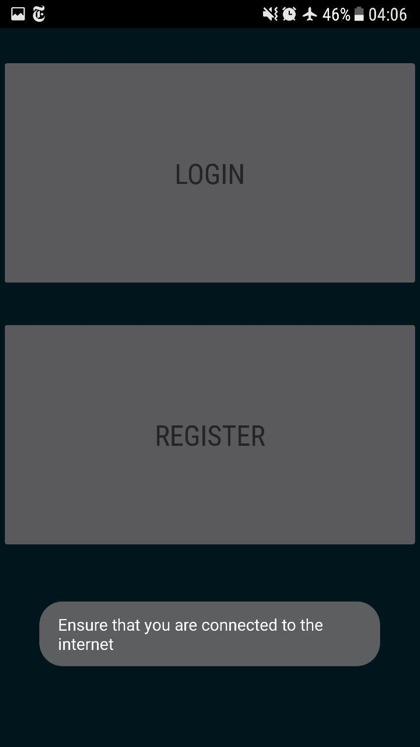 46% 04:06
LOGIN
REGISTER
Ensure that you are connected to the
internet